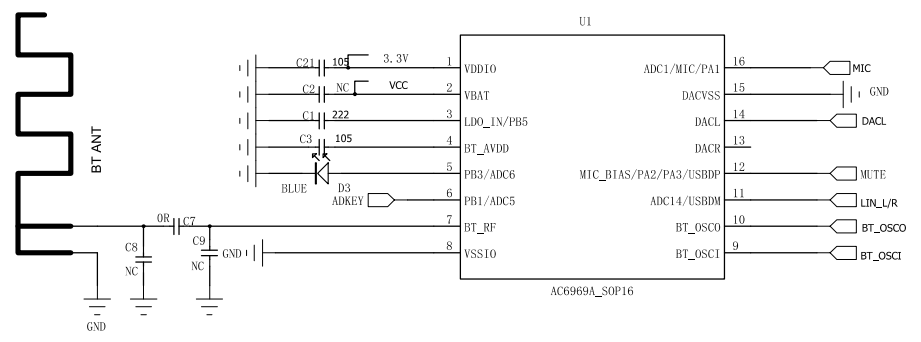 U1
C21 105 3.3V 1 VDDIO ADC1/MIC/PA1 16 MIC
C2 NC VCC 2 VBAT DACVSS 15 GND
C1 222 3 LDO_IN/PB5 DACL 14 DACL
C3 105 4 BT_AVDD DACR 13
5 PB3/ADC6 MIC_BIAS/PA2/PA3/USBDP 12 MUTE
BLUE D3
ADKEY 6 PB1/ADC5 ADC14/USBDM 11 LIN_L/R
BT ANT
0R C7 7 BT_RF BT_OSCO 10 BT_OSCO
C8 NC C9 NC GND 8 VSSIO BT_OSCI 9 BT_OSCI
AC6969A_SOP16
GND